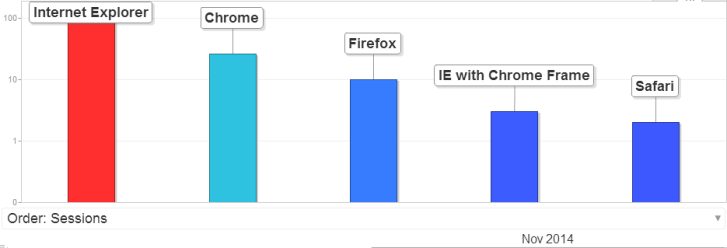 Internet Explorer
Chrome
Firefox
IE with Chrome Frame
Safari
100
10
1
0
Order: Sessions
Nov 2014